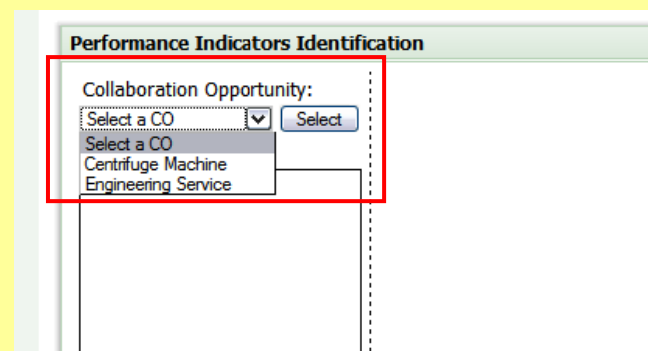 Performance Indicators Identification
Collaboration Opportunity:
Select a CO Select
Select a CO
Centrifuge Machine
Engineering Service